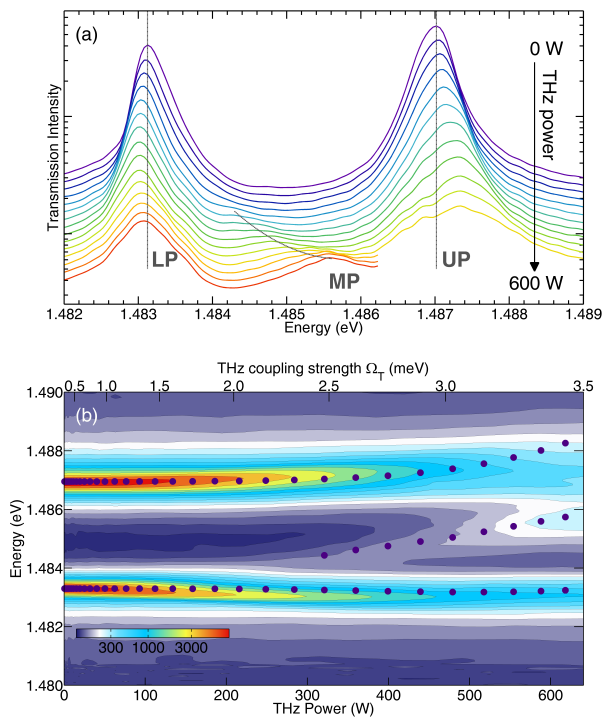 (a)
0 W
THz power
600 W
Transmission Intensity
LP
MP
UP
1.482 1.483 1.484 1.485 1.486 1.487 1.488 1.489
Energy (eV)
THz coupling strength Ω_T (meV)
0.5 1.0 1.5 2.0 2.5 3.0 3.5
(b)
1.490
1.488
1.486
1.484
1.482
1.480
Energy (eV)
300 1000 3000
0 100 200 300 400 500 600
THz Power (W)